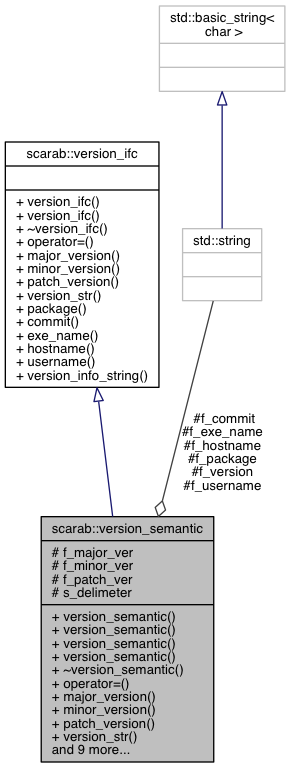 std::basic_string<
char >
scarab::version_ifc
+ version_ifc()
+ version_ifc()
+ ~version_ifc()
+ operator=()
+ major_version()
+ minor_version()
+ patch_version()
+ version_str()
+ package()
+ commit()
+ exe_name()
+ hostname()
+ username()
+ version_info_string()
std::string
#f_commit
#f_exe_name
#f_hostname
#f_package
#f_version
#f_username
scarab::version_semantic
# f_major_ver
# f_minor_ver
# f_patch_ver
# s_delimeter
+ version_semantic()
+ version_semantic()
+ version_semantic()
+ version_semantic()
+ ~version_semantic()
+ operator=()
+ major_version()
+ minor_version()
+ patch_version()
+ version_str()
and 9 more...